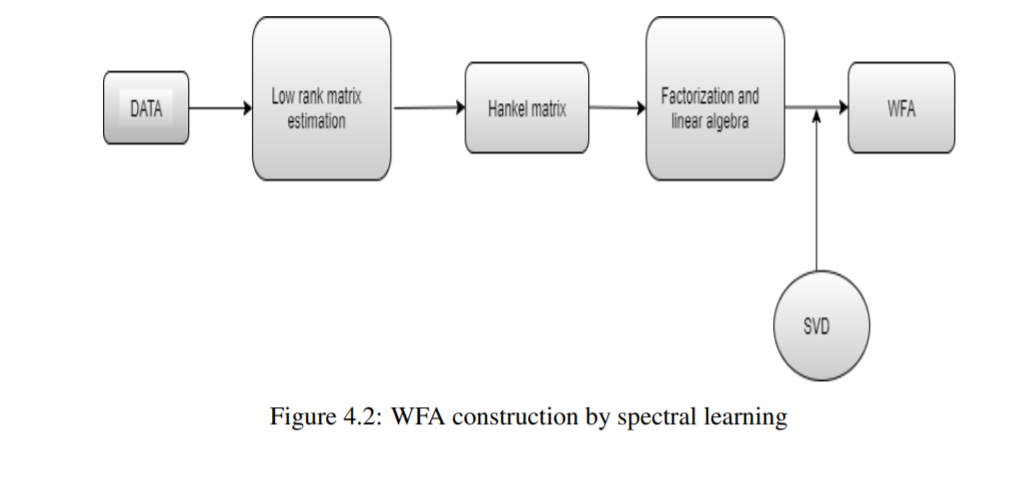 DATA
Low rank matrix
estimation
Hankel matrix
Factorization and
linear algebra
WFA
SVD
Figure 4.2: WFA construction by spectral learning